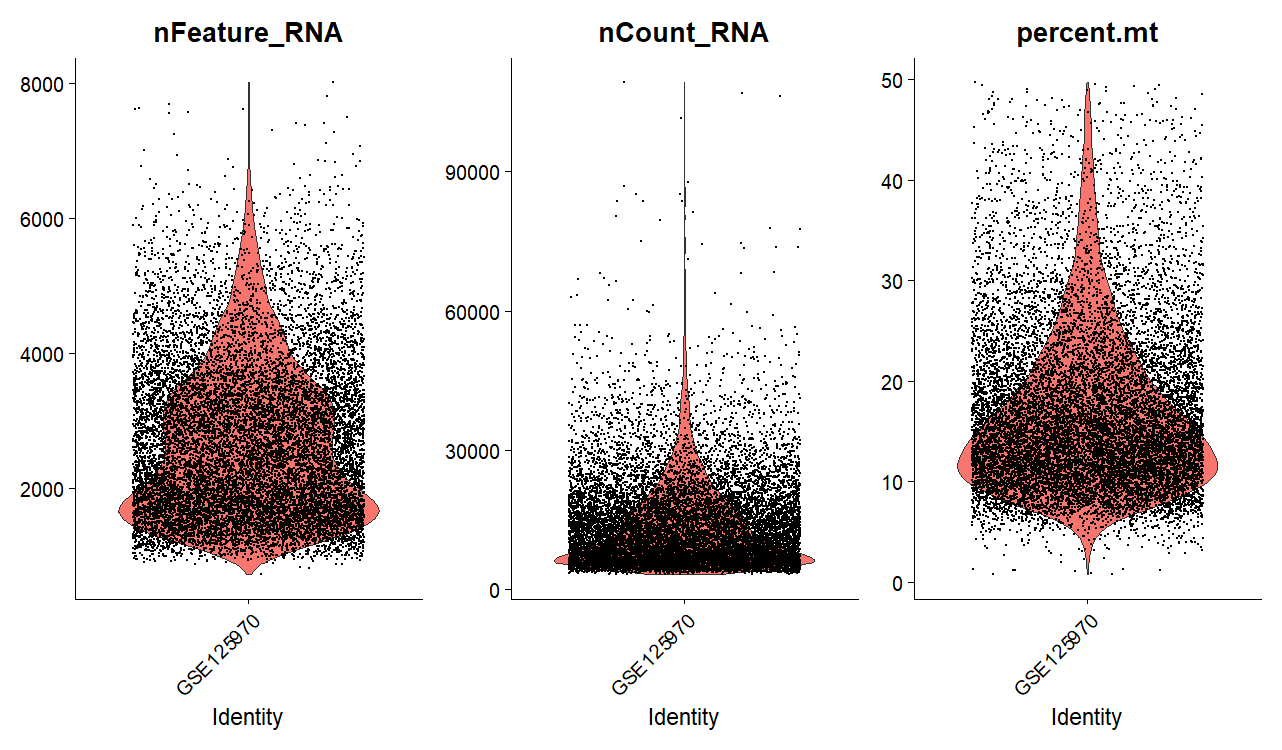 nFeature_RNA
8000
6000
4000
2000
GSE125970
Identity
nCount_RNA
90000
60000
30000
0
GSE125970
Identity
percent.mt
50
40
30
20
10
0
GSE125970
Identity